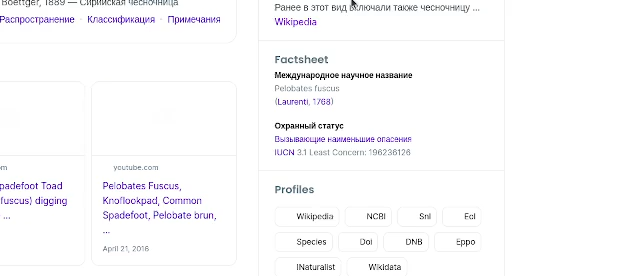 Boettger, 1889 — Сирийская чесночница
Распространение · Классификация · Примечания
om
youtube.com
padefoot Toad
fuscus) digging
...
Pelobates Fuscus,
Knoflookpad, Common
Spadefoot, Pelobate brun,
...
April 21, 2016
Ранее в этот вид включали также чесночницу ...
Wikipedia
Factsheet
Международное научное название
Pelobates fuscus
(Laurenti, 1768)
Охранный статус
Вызывающие наименьшие опасения
IUCN 3.1 Least Concern: 196236126
Profiles
Wikipedia NCBI Snl Eol
Species Doi DNB Eppo
INaturalist Wikidata